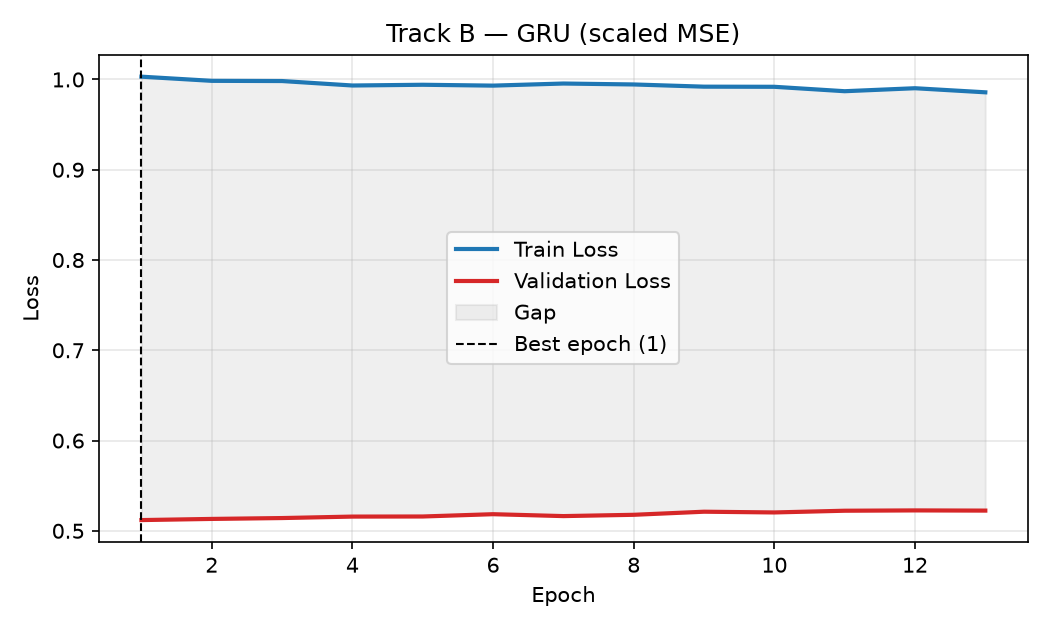 Track B — GRU (scaled MSE)
Loss
1.0
0.9
0.8
0.7
0.6
0.5
Train Loss
Validation Loss
Gap
Best epoch (1)
2 4 6 8 10 12
Epoch